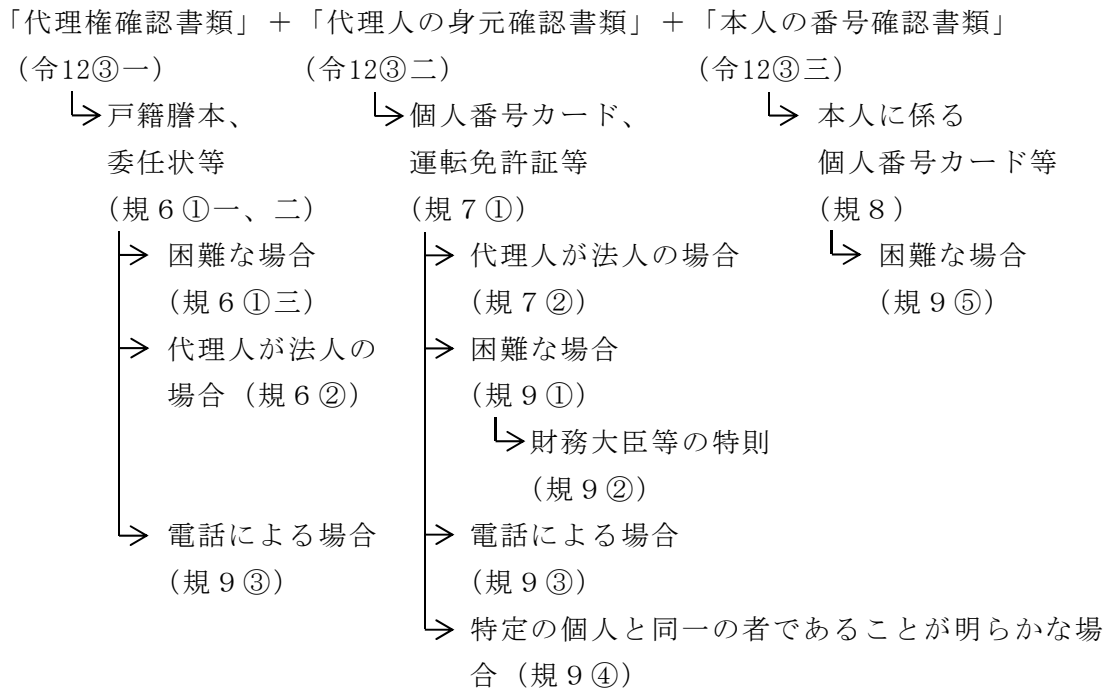 「代理権確認書類」＋「代理人の身元確認書類」＋「本人の番号確認書類」
（令12③一） （令12③二） （令12③三）
戸籍謄本、 個人番号カード、 本人に係る
委任状等 運転免許証等 個人番号カード等
（規６①一、二） （規７①） （規８）
困難な場合 代理人が法人の場合 困難な場合
（規６①三） （規７②） （規９⑤）
代理人が法人の 困難な場合
場合（規６②） （規９①）
財務大臣等の特則
（規９②）
電話による場合 電話による場合
（規９③） （規９③）
特定の個人と同一の者であることが明らかな場
合（規９④）